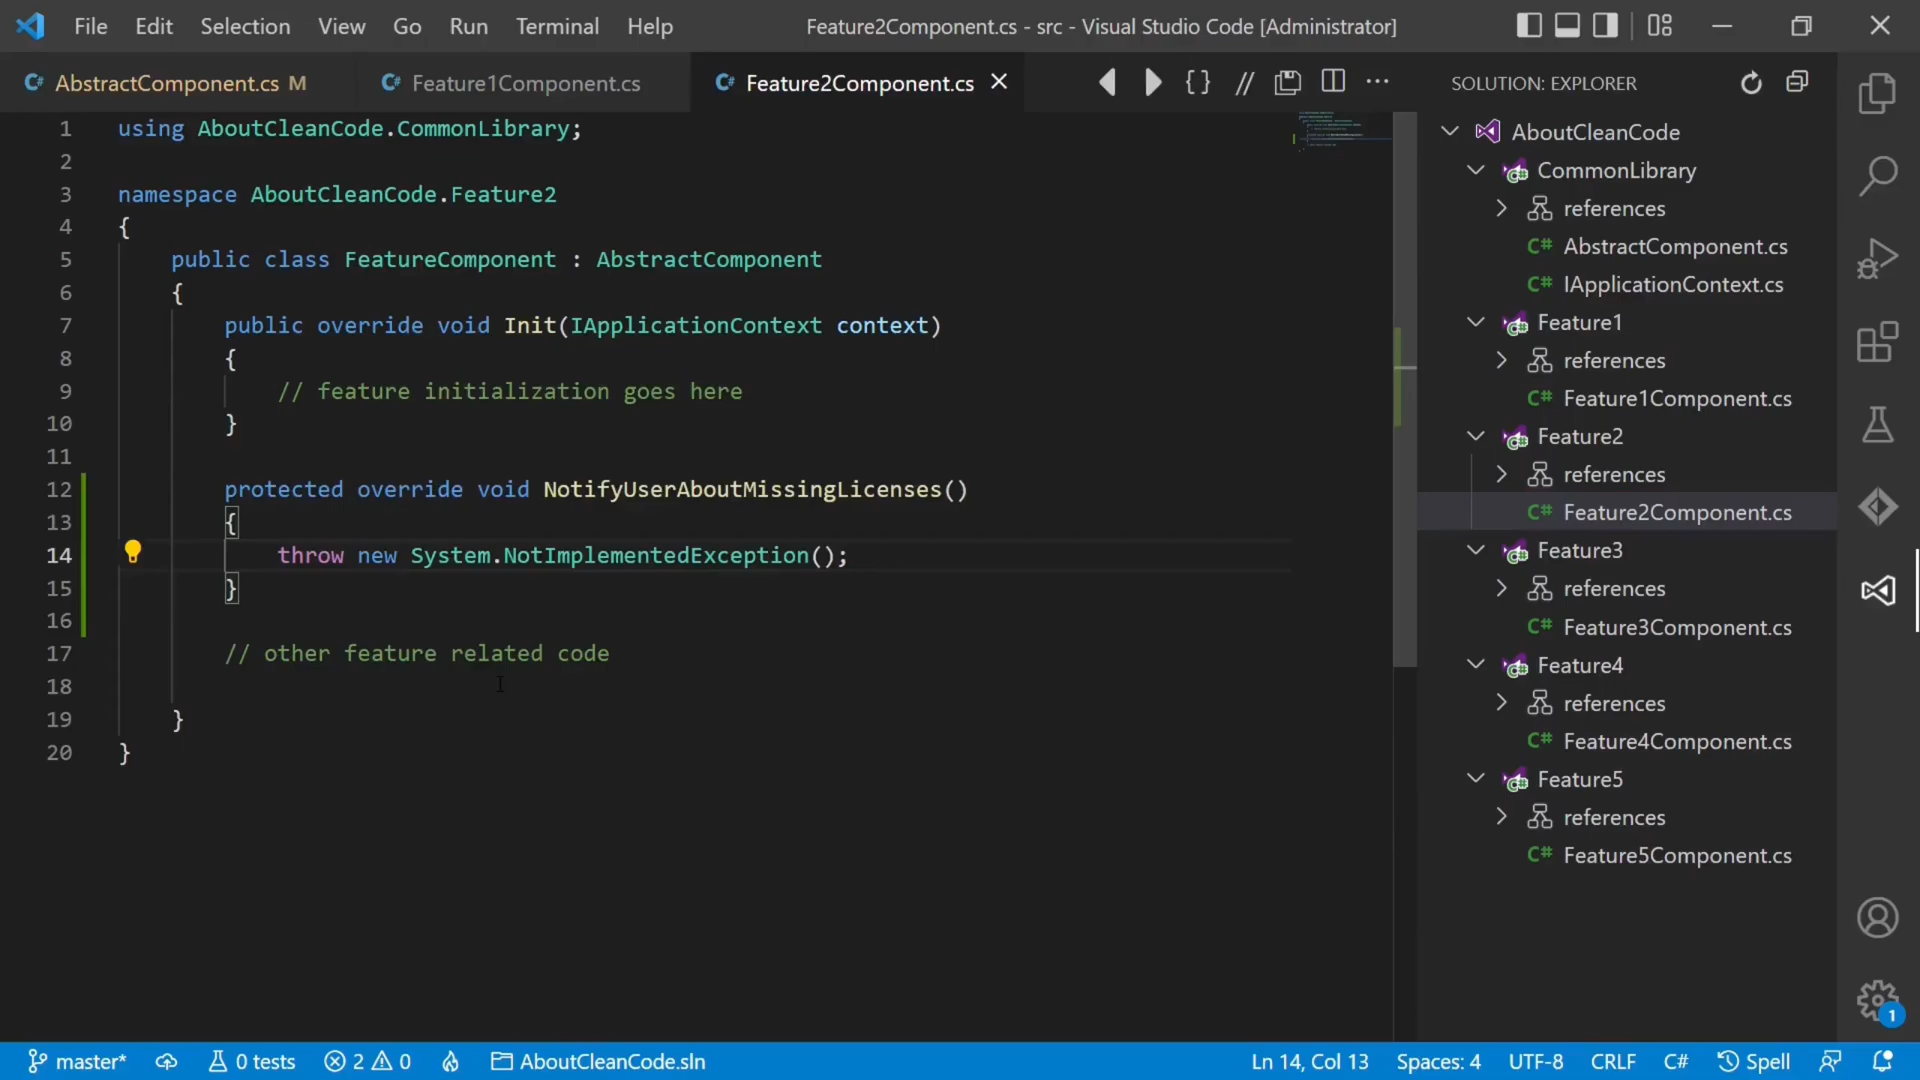 File Edit Selection View Go Run Terminal Help Feature2Component.cs - src - Visual Studio Code [Administrator]
C# AbstractComponent.cs M C# Feature1Component.cs C# Feature2Component.cs
1 using AboutCleanCode.CommonLibrary;
2
3 namespace AboutCleanCode.Feature2
4 {
5 public class FeatureComponent : AbstractComponent
6 {
7 public override void Init(IApplicationContext context)
8 {
9 // feature initialization goes here
10 }
11
12 protected override void NotifyUserAboutMissingLicenses()
13 {
14 throw new System.NotImplementedException();
15 }
16
17 // other feature related code
18
19 }
20 }
SOLUTION: EXPLORER
AboutCleanCode
CommonLibrary
references
C# AbstractComponent.cs
C# IApplicationContext.cs
Feature1
references
C# Feature1Component.cs
Feature2
references
C# Feature2Component.cs
Feature3
references
C# Feature3Component.cs
Feature4
references
C# Feature4Component.cs
Feature5
references
C# Feature5Component.cs
1
master* 0 tests 2 0 AboutCleanCode.sln Ln 14, Col 13 Spaces: 4 UTF-8 CRLF C# Spell